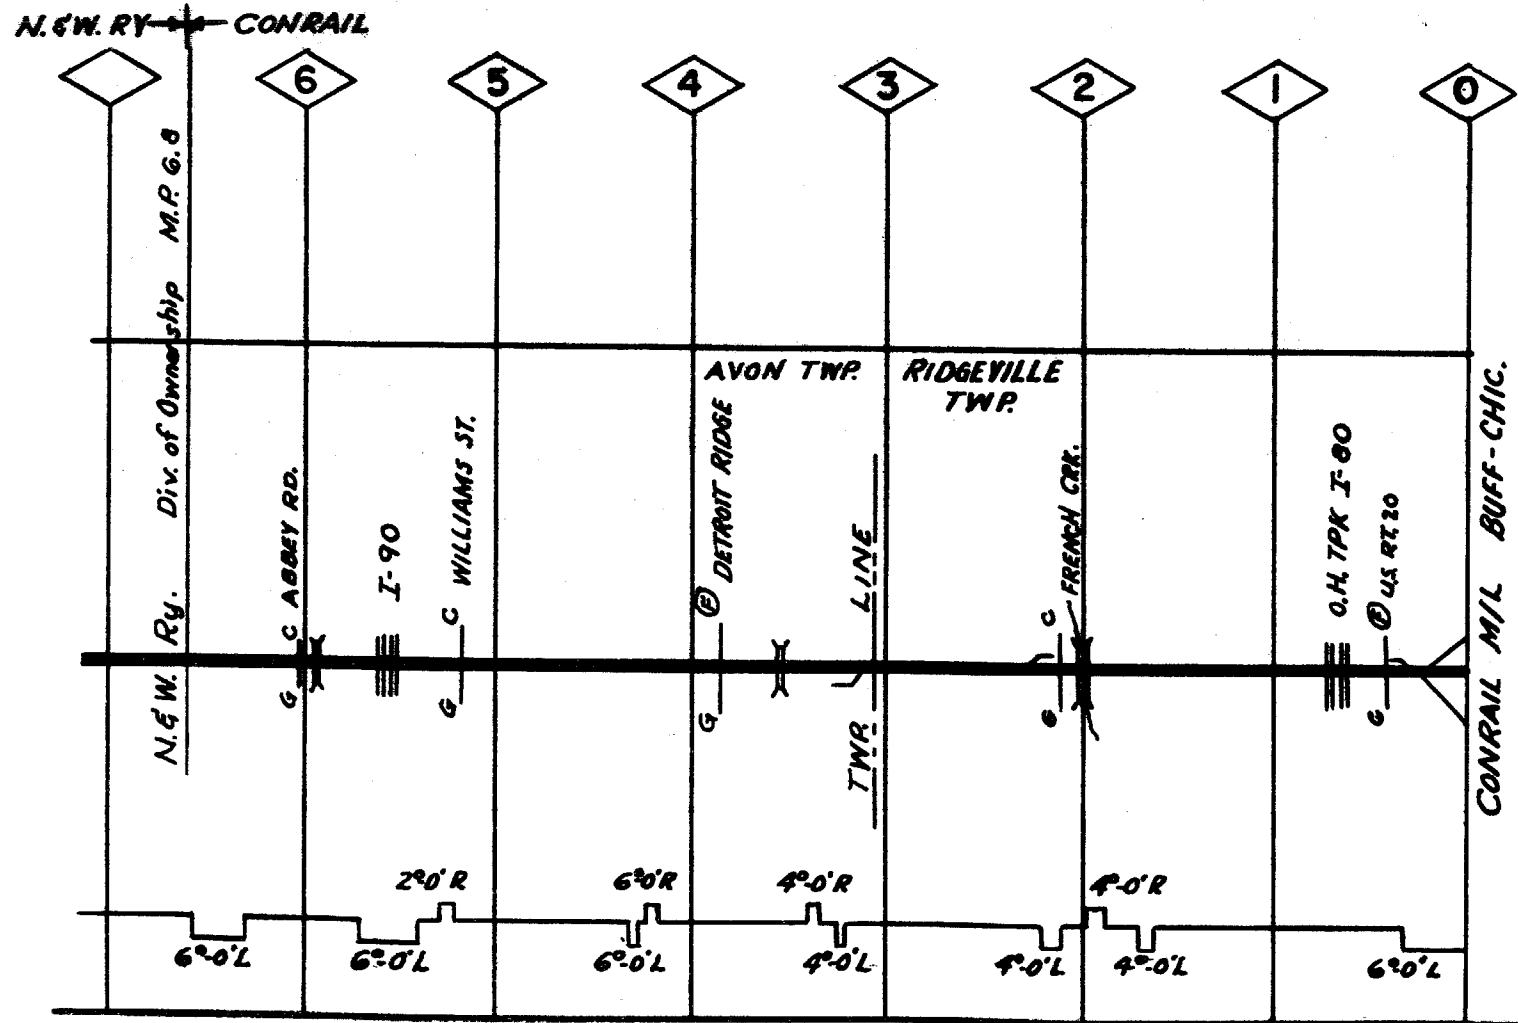 N. & W. RY CONRAIL
6 5 4 3 2 1 0
N. & W. Ry. Div. of Ownership M.P. 6.8
AVON TWP. RIDGEVILLE
TWP.
G C ABBEY RD.
I-90
G C WILLIAMS ST.
G F DETROIT RIDGE
TWP. LINE
G C FRENCH CRK.
O.H. TPK I-80
G F U.S. RT. 20
CONRAIL M/L BUFF-CHIC.
2°-0' R 6°-0' R 4°-0' R 4°-0' R
6°-0' L 6°-0' L 6°-0' L 4°-0' L 4°-0' L 4°-0' L 6°-0' L